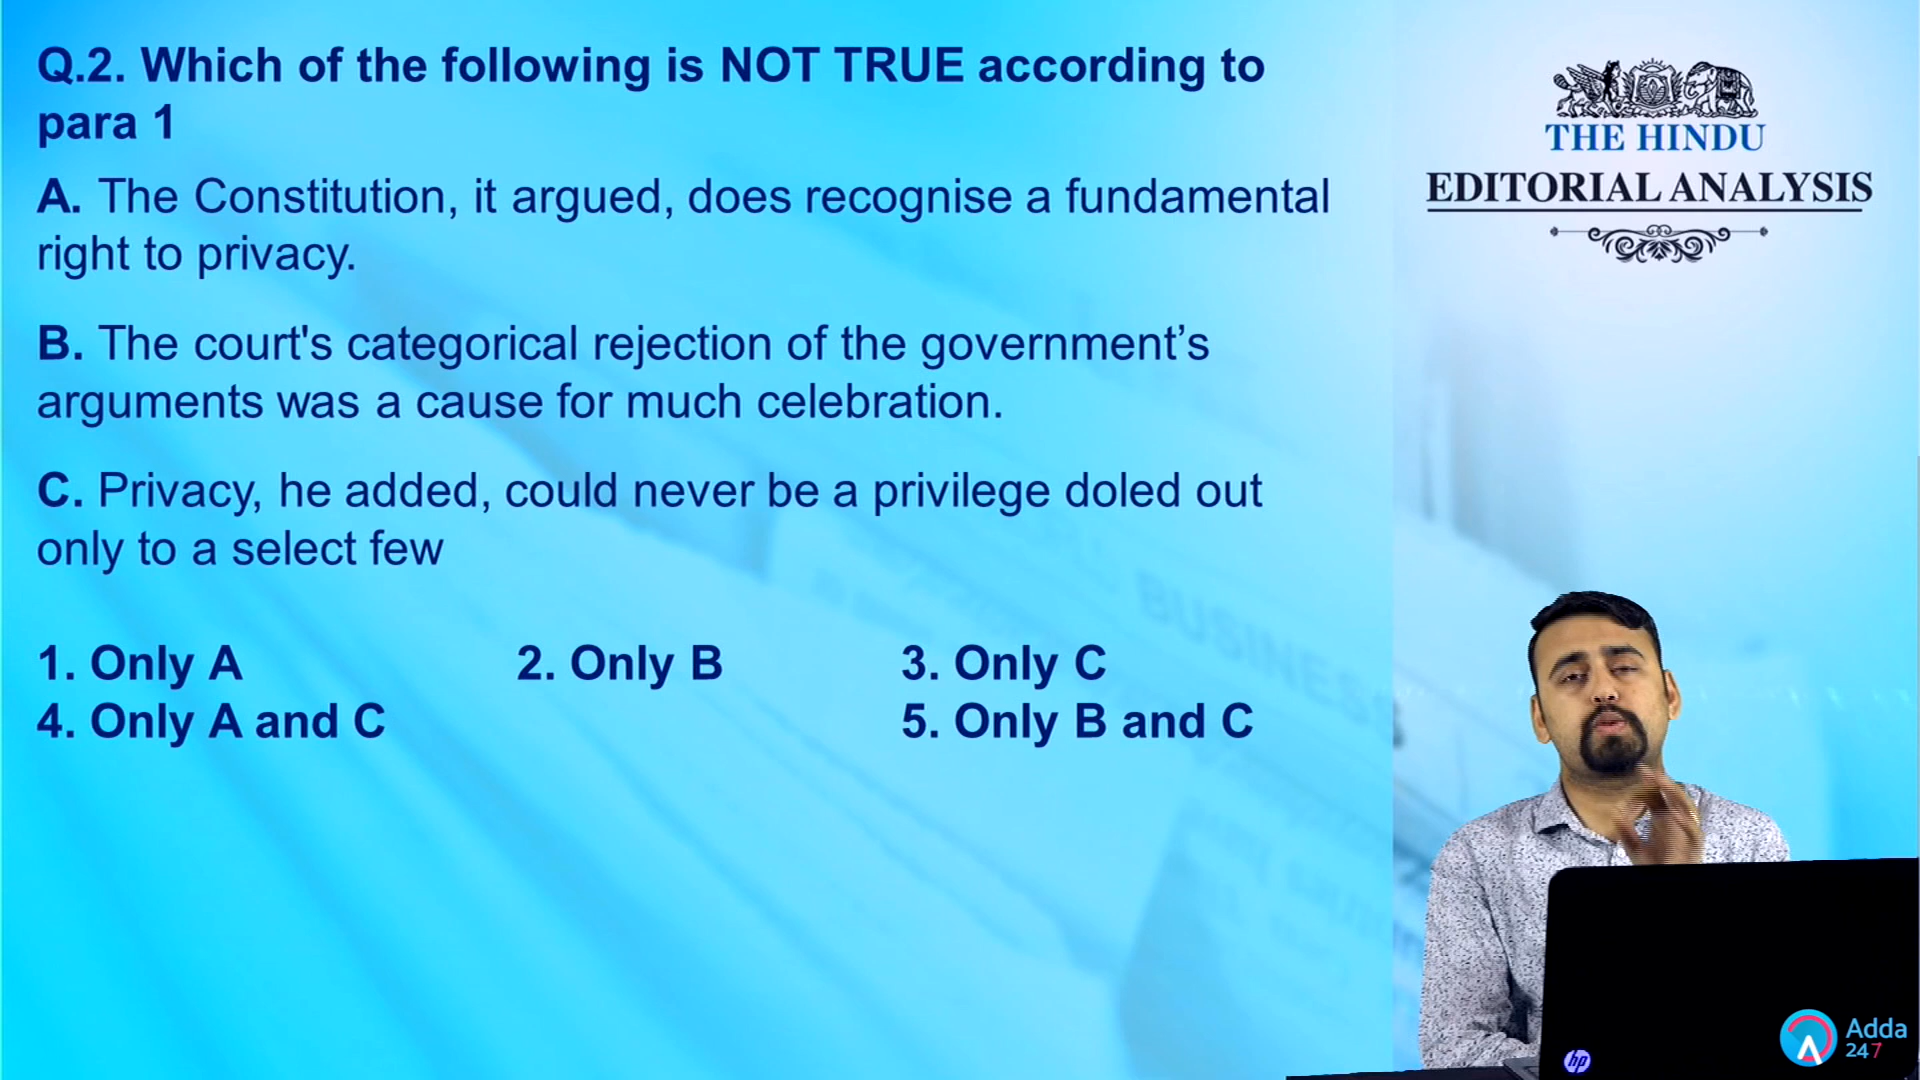 Q.2. Which of the following is NOT TRUE according to
para 1
A. The Constitution, it argued, does recognise a fundamental
right to privacy.
B. The court's categorical rejection of the government’s
arguments was a cause for much celebration.
C. Privacy, he added, could never be a privilege doled out
only to a select few
1. Only A 2. Only B 3. Only C
4. Only A and C 5. Only B and C
THE HINDU
EDITORIAL ANALYSIS
BUSINESS
hp
Adda
247